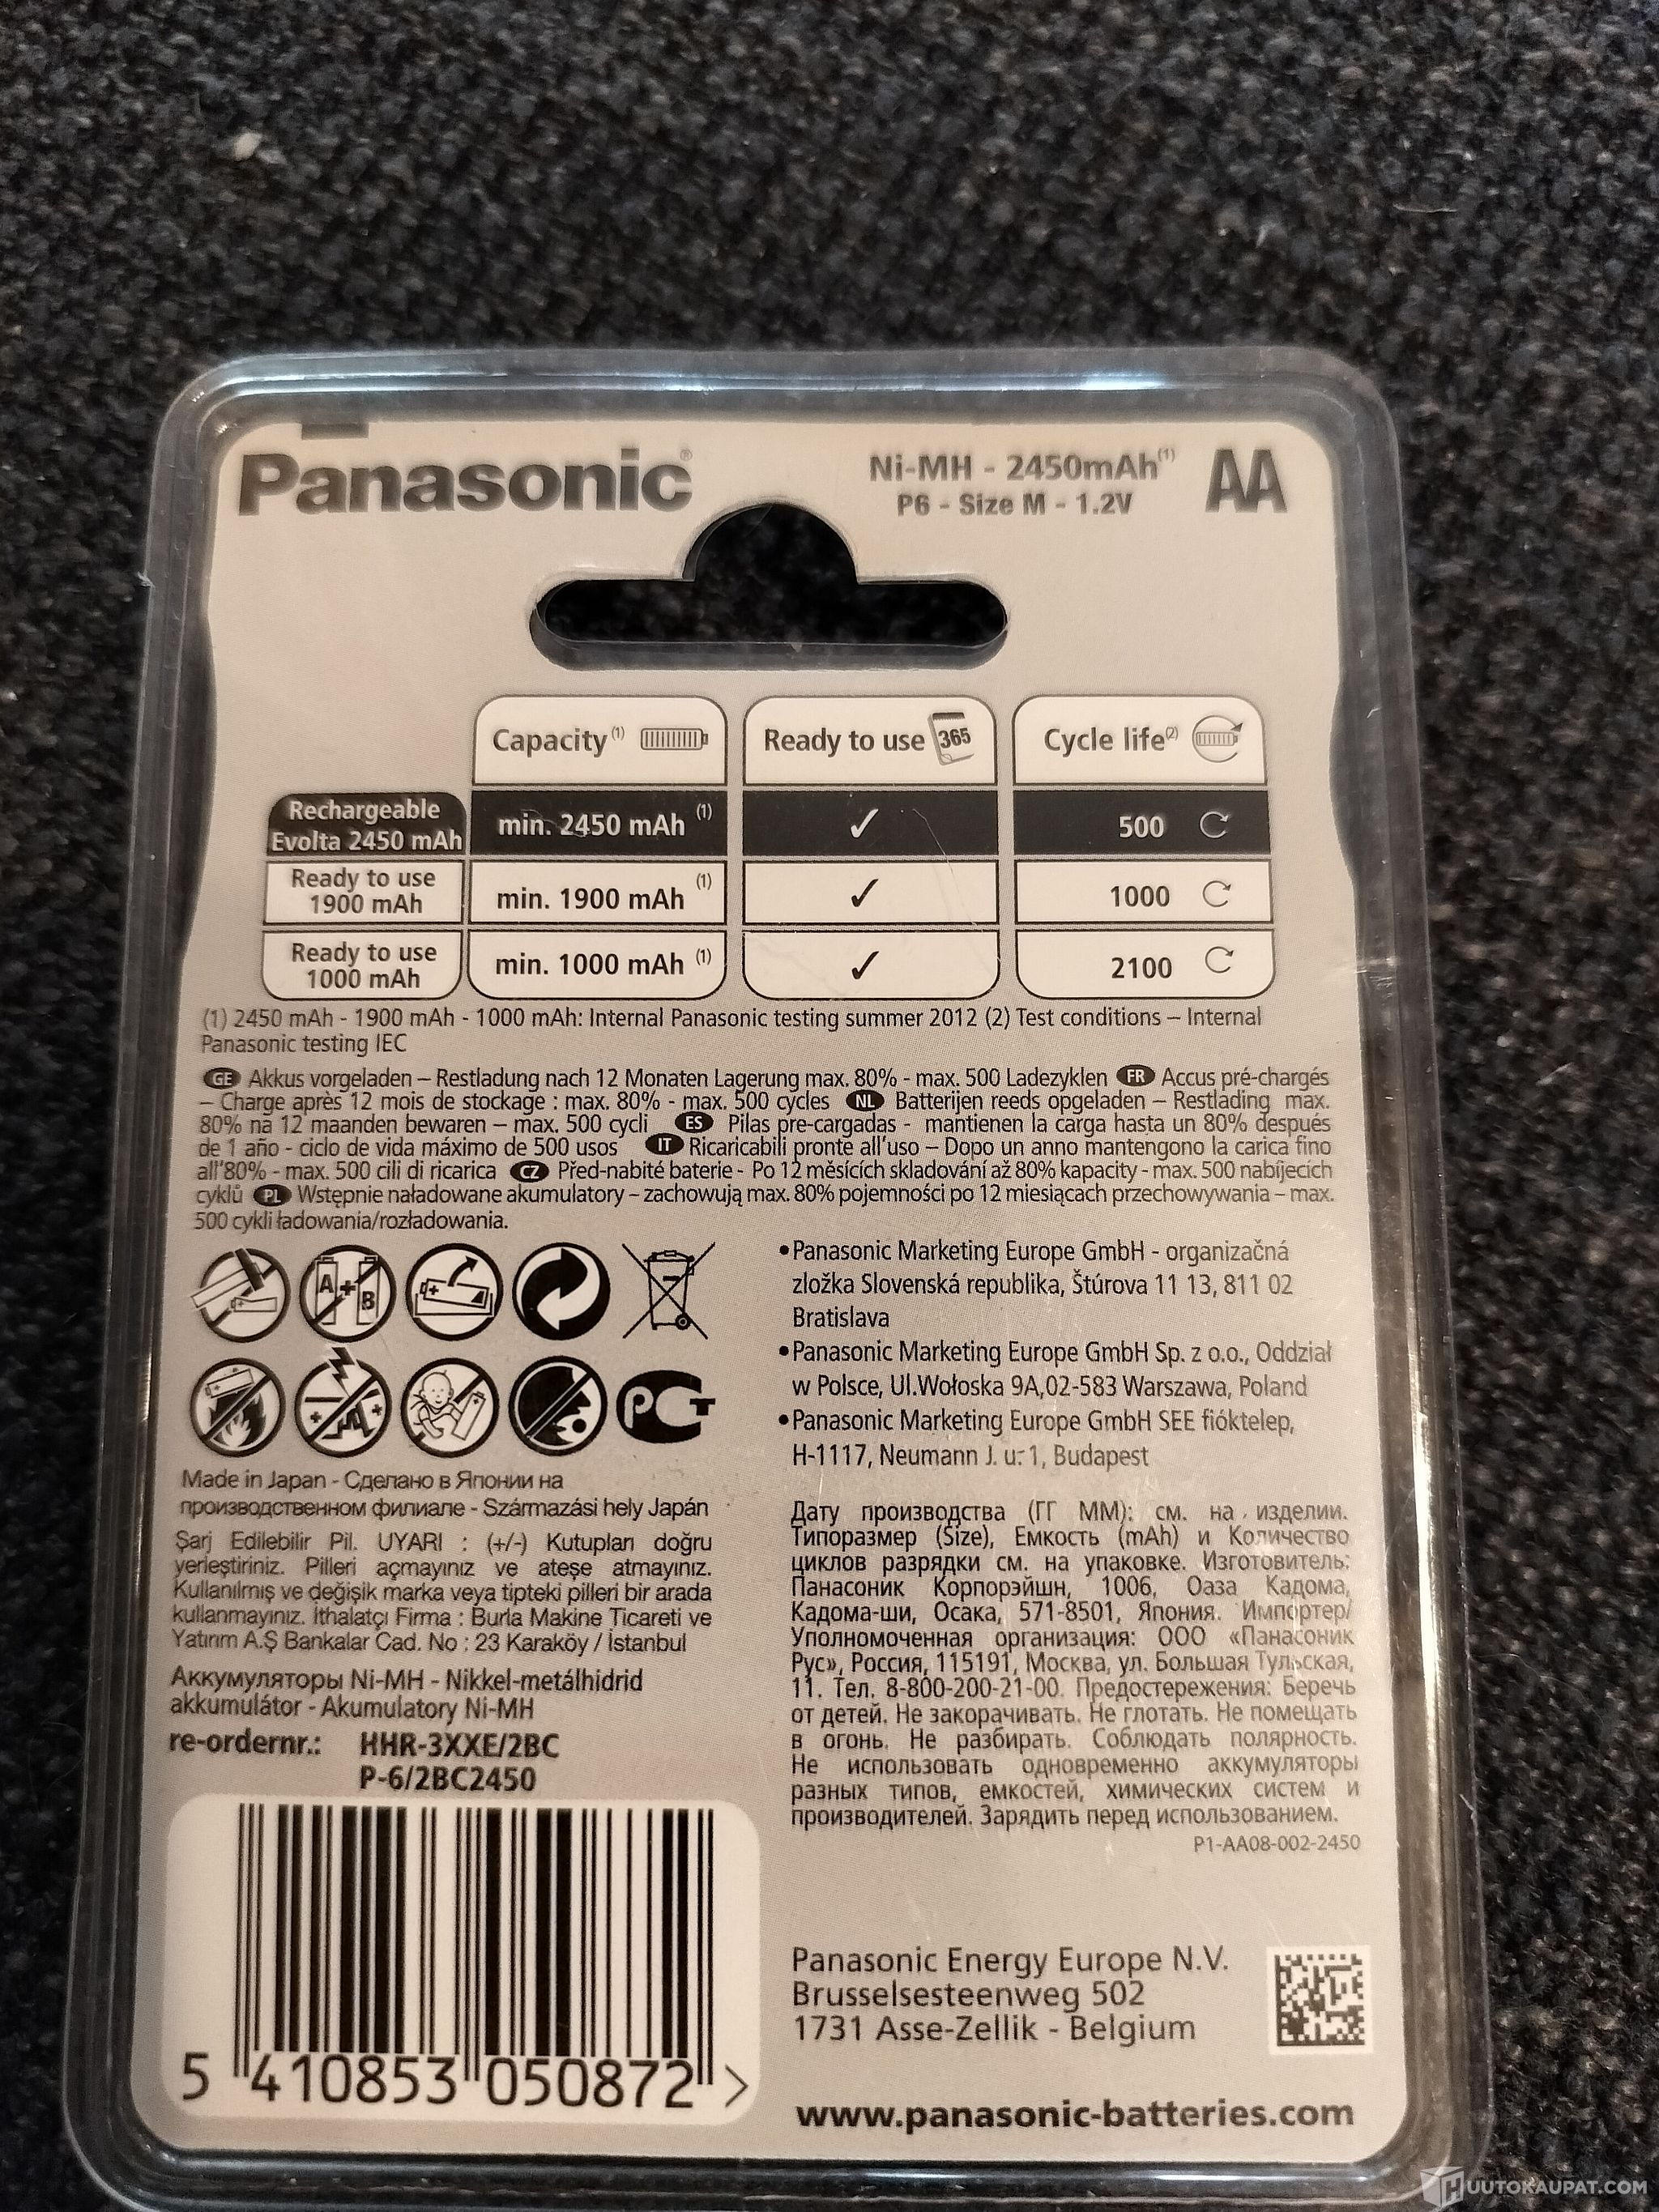 Panasonic®
Ni-MH - 2450mAh(1)
P6 - Size M - 1.2V
AA
Capacity(1)
Ready to use 365
Cycle life(2)
Rechargeable
Evolta 2450 mAh
min. 2450 mAh (1)
✓
500
Ready to use
1900 mAh
min. 1900 mAh (1)
✓
1000
Ready to use
1000 mAh
min. 1000 mAh (1)
✓
2100
(1) 2450 mAh - 1900 mAh - 1000 mAh: Internal Panasonic testing summer 2012 (2) Test conditions – Internal
Panasonic testing IEC
GE Akkus vorgeladen – Restladung nach 12 Monaten Lagerung max. 80% - max. 500 Ladezyklen FR Accus pré-chargés
– Charge après 12 mois de stockage : max. 80% - max. 500 cycles NL Batterijen reeds opgeladen – Restlading max.
80% na 12 maanden bewaren – max. 500 cycli ES Pilas pre-cargadas - mantienen la carga hasta un 80% después
de 1 año - ciclo de vida máximo de 500 usos IT Ricaricabili pronte all'uso – Dopo un anno mantengono la carica fino
all'80% - max. 500 cili di ricarica CZ Před-nabité baterie - Po 12 měsících skladování až 80% kapacity - max. 500 nabíjecích
cyklů PL Wstępnie naładowane akumulatory – zachowują max. 80% pojemności po 12 miesiącach przechowywania – max.
500 cykli ładowania/rozładowania.
A + B
PCT
•Panasonic Marketing Europe GmbH - organizačná
zložka Slovenská republika, Štúrova 11 13, 811 02
Bratislava
•Panasonic Marketing Europe GmbH Sp. z o.o., Oddział
w Polsce, Ul.Wołoska 9A,02-583 Warszawa, Poland
•Panasonic Marketing Europe GmbH SEE fióktelep,
H-1117, Neumann J. u. 1, Budapest
Made in Japan - Сделано в Японии на
производственном филиале - Származási hely Japán
Şarj Edilebilir Pil. UYARI : (+/-) Kutupları doğru
yerleştiriniz. Pilleri açmayınız ve ateşe atmayınız.
Kullanılmış ve değişik marka veya tipteki pilleri bir arada
kullanmayınız. İthalatçı Firma : Burla Makine Ticareti ve
Yatırım A.Ş Bankalar Cad. No : 23 Karaköy / İstanbul
Аккумуляторы Ni-MH - Nikkel-metálhidrid
akkumulátor - Akumulatory Ni-MH
re-ordernr.: HHR-3XXE/2BC
P-6/2BC2450
Дату производства (ГГ ММ): см. на изделии.
Типоразмер (Size), Емкость (mAh) и Количество
циклов разрядки см. на упаковке. Изготовитель:
Панасоник Корпорэйшн, 1006, Оаза Кадома,
Кадома-ши, Осака, 571-8501, Япония. Импортер/
Уполномоченная организация: ООО «Панасоник
Рус», Россия, 115191, Москва, ул. Большая Тульская,
11. Тел. 8-800-200-21-00. Предостережения: Беречь
от детей. Не закорачивать. Не глотать. Не помещать
в огонь. Не разбирать. Соблюдать полярность.
Не использовать одновременно аккумуляторы
разных типов, емкостей, химических систем и
производителей. Зарядить перед использованием.
P1-AA08-002-2450
5 410853 050872 >
Panasonic Energy Europe N.V.
Brusselsesteenweg 502
1731 Asse-Zellik - Belgium
www.panasonic-batteries.com
HUUTOKAUPAT.COM